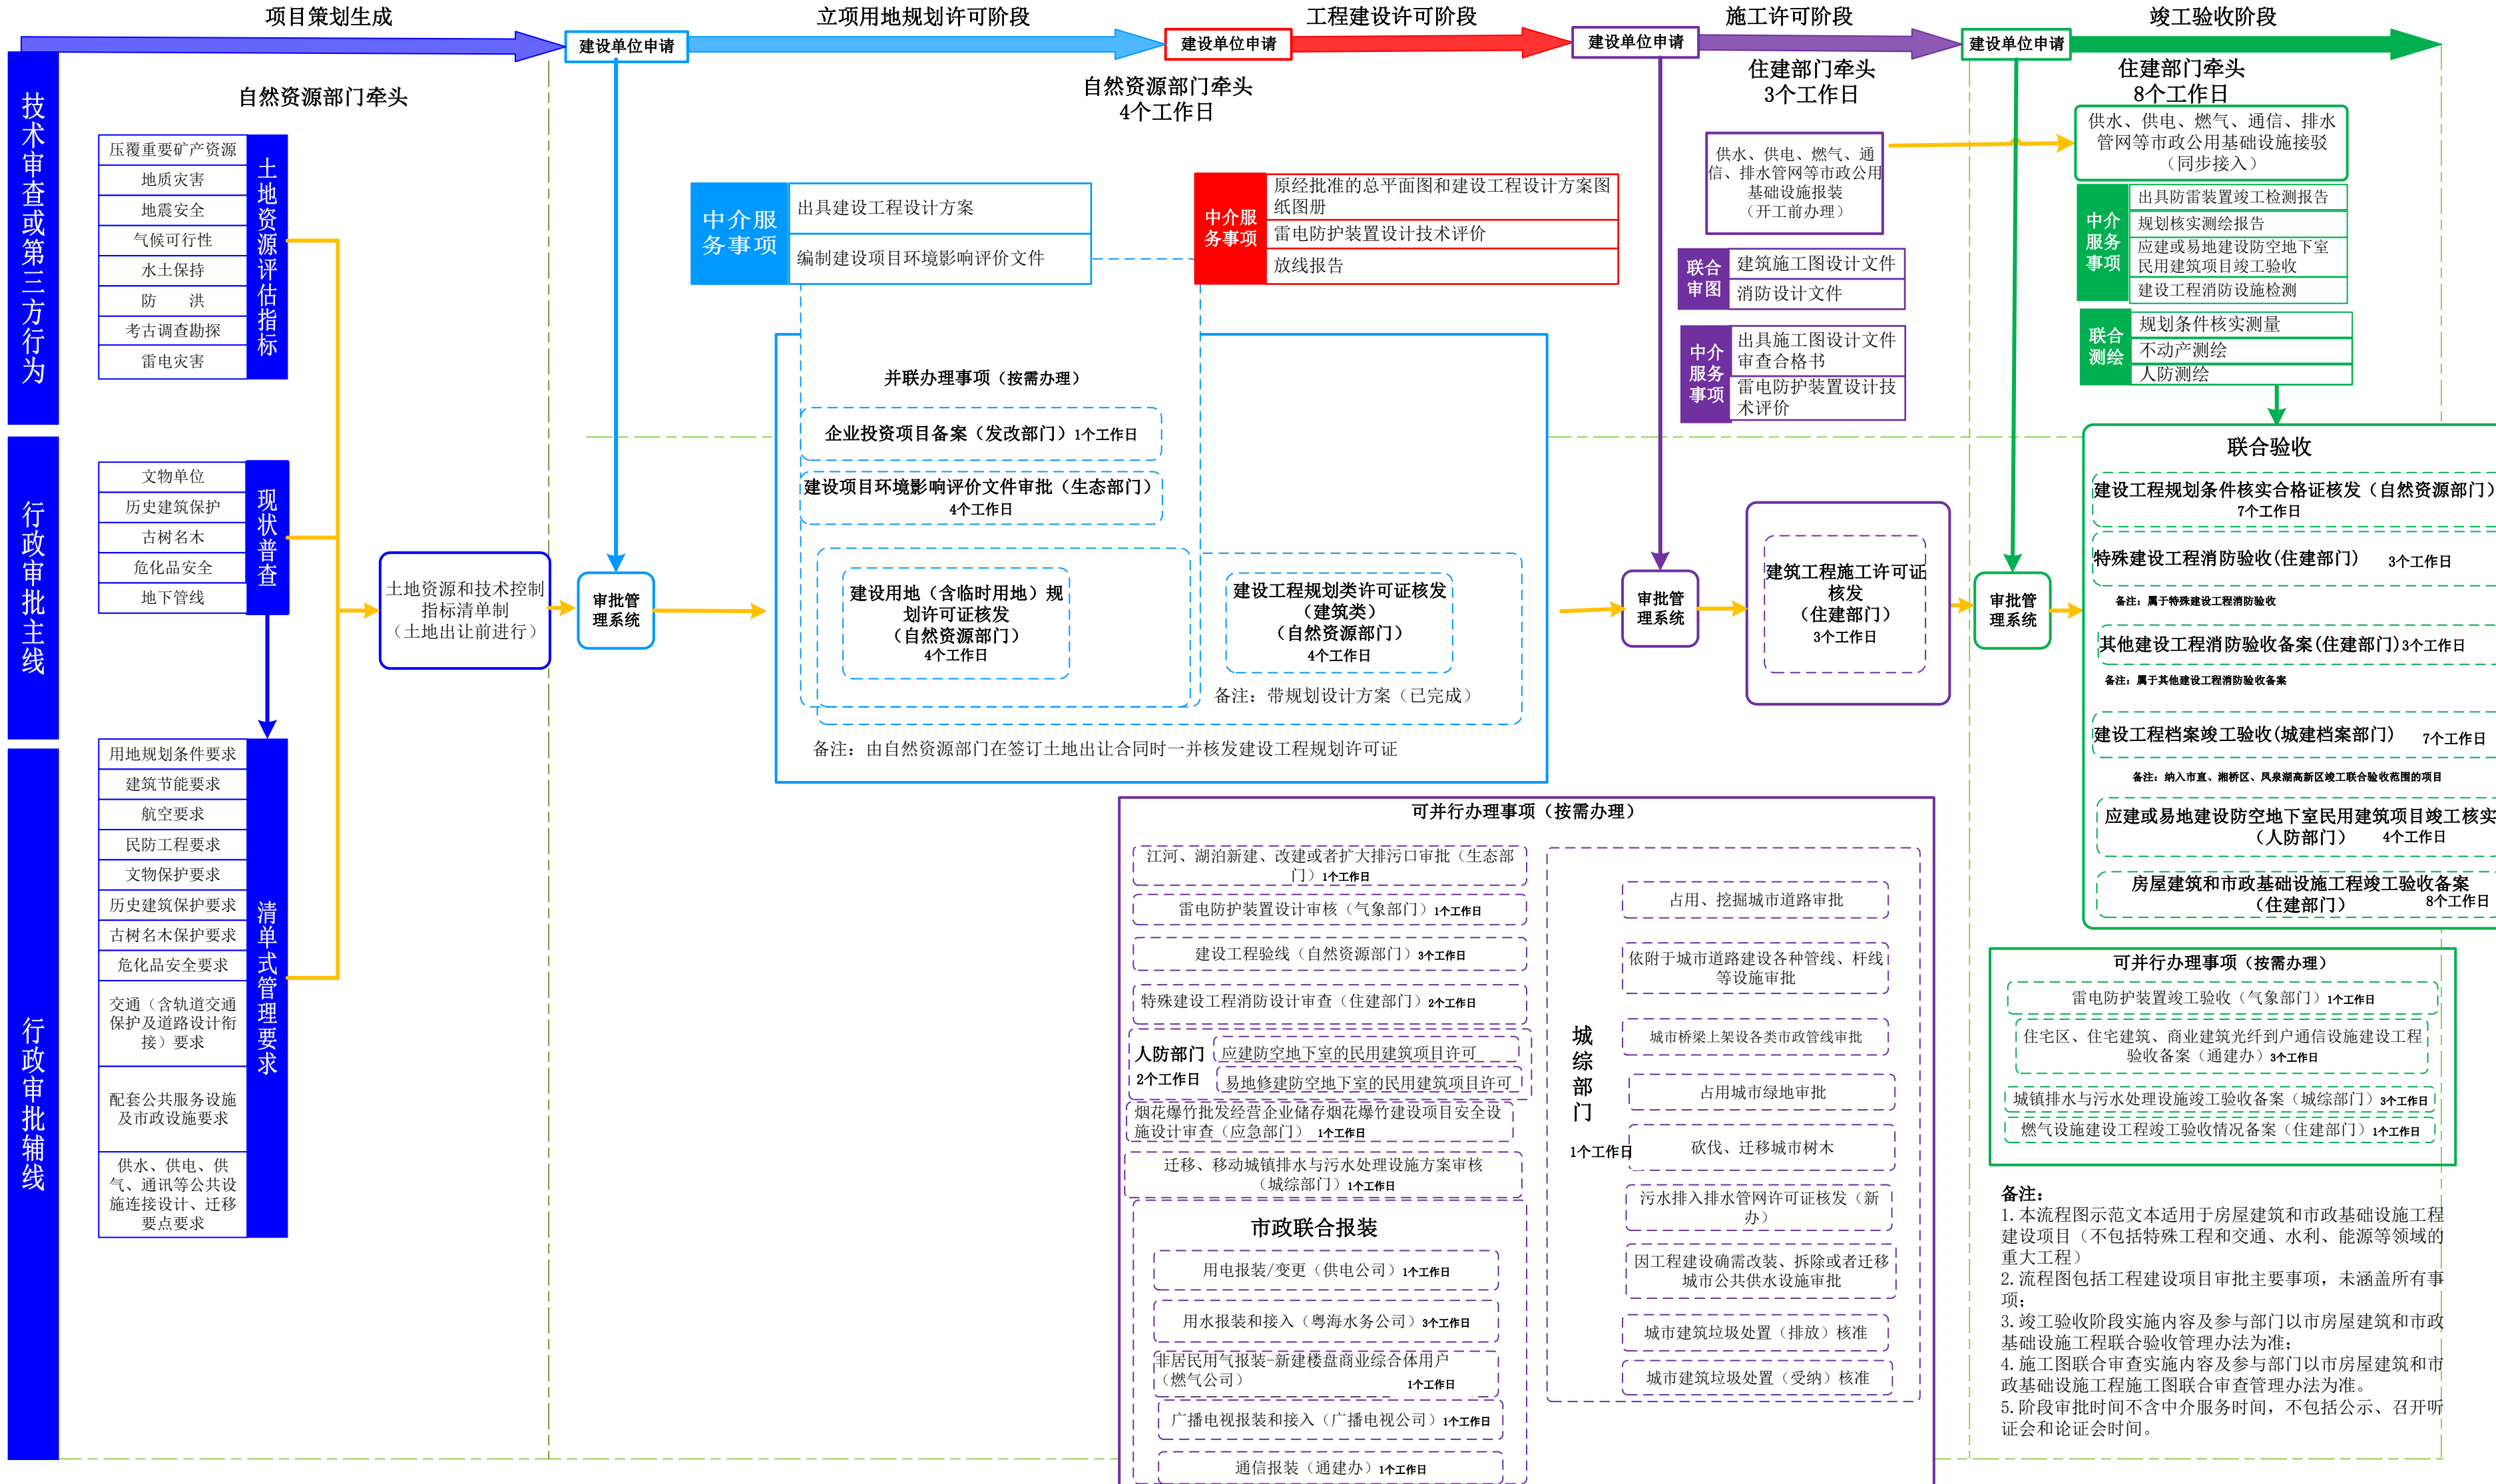 项目策划生成
立项用地规划许可阶段
工程建设许可阶段
施工许可阶段
竣工验收阶段
建设单位申请
建设单位申请
建设单位申请
建设单位申请
技术审查或第三方行为
行政审批主线
行政审批辅线
自然资源部门牵头
压覆重要矿产资源
地质灾害
地震安全
气候可行性
水土保持
防　　洪
考古调查勘探
雷电灾害
土地资源评估指标
文物单位
历史建筑保护
古树名木
危化品安全
地下管线
现状普查
用地规划条件要求
建筑节能要求
航空要求
民防工程要求
文物保护要求
历史建筑保护要求
古树名木保护要求
危化品安全要求
交通（含轨道交通
保护及道路设计衔
接）要求
配套公共服务设施
及市政设施要求
供水、供电、供
气、通讯等公共设
施连接设计、迁移
要点要求
清单式管理要求
土地资源和技术控制
指标清单制
（土地出让前进行）
审批管
理系统
自然资源部门牵头
4个工作日
中介服
务事项
出具建设工程设计方案
编制建设项目环境影响评价文件
中介服
务事项
原经批准的总平面图和建设工程设计方案图
纸图册
雷电防护装置设计技术评价
放线报告
并联办理事项（按需办理）
企业投资项目备案（发改部门）1个工作日
建设项目环境影响评价文件审批（生态部门）
4个工作日
建设用地（含临时用地）规
划许可证核发
（自然资源部门）
4个工作日
建设工程规划类许可证核发
（建筑类）
（自然资源部门）
4个工作日
备注：带规划设计方案（已完成）
备注：由自然资源部门在签订土地出让合同时一并核发建设工程规划许可证
住建部门牵头
3个工作日
供水、供电、燃气、通
信、排水管网等市政公用
基础设施报装
（开工前办理）
联合
审图
建筑施工图设计文件
消防设计文件
中介
服务
事项
出具施工图设计文件
审查合格书
雷电防护装置设计技
术评价
审批管
理系统
建筑工程施工许可证
核发
（住建部门）
3个工作日
审批管
理系统
可并行办理事项（按需办理）
江河、湖泊新建、改建或者扩大排污口审批（生态部
门）1个工作日
雷电防护装置设计审核（气象部门）1个工作日
建设工程验线（自然资源部门）3个工作日
特殊建设工程消防设计审查（住建部门）2个工作日
人防部门
2个工作日
应建防空地下室的民用建筑项目许可
易地修建防空地下室的民用建筑项目许可
烟花爆竹批发经营企业储存烟花爆竹建设项目安全设
施设计审查（应急部门） 1个工作日
迁移、移动城镇排水与污水处理设施方案审核
（城综部门）1个工作日
市政联合报装
用电报装/变更（供电公司）1个工作日
用水报装和接入（粤海水务公司）3个工作日
非居民用气报装-新建楼盘商业综合体用户
（燃气公司） 1个工作日
广播电视报装和接入（广播电视公司）1个工作日
通信报装（通建办）1个工作日
城综部门
1个工作日
占用、挖掘城市道路审批
依附于城市道路建设各种管线、杆线
等设施审批
城市桥梁上架设各类市政管线审批
占用城市绿地审批
砍伐、迁移城市树木
污水排入排水管网许可证核发（新
办）
因工程建设确需改装、拆除或者迁移
城市公共供水设施审批
城市建筑垃圾处置（排放）核准
城市建筑垃圾处置（受纳）核准
住建部门牵头
8个工作日
供水、供电、燃气、通信、排水
管网等市政公用基础设施接驳
（同步接入）
中介
服务
事项
出具防雷装置竣工检测报告
规划核实测绘报告
应建或易地建设防空地下室
民用建筑项目竣工验收
建设工程消防设施检测
联合
测绘
规划条件核实测量
不动产测绘
人防测绘
联合验收
建设工程规划条件核实合格证核发（自然资源部门）
7个工作日
特殊建设工程消防验收(住建部门) 3个工作日
备注：属于特殊建设工程消防验收
其他建设工程消防验收备案(住建部门)3个工作日
备注：属于其他建设工程消防验收备案
建设工程档案竣工验收(城建档案部门) 7个工作日
备注：纳入市直、湘桥区、凤泉湖高新区竣工联合验收范围的项目
应建或易地建设防空地下室民用建筑项目竣工核实
（人防部门） 4个工作日
房屋建筑和市政基础设施工程竣工验收备案
（住建部门） 8个工作日
可并行办理事项（按需办理）
雷电防护装置竣工验收（气象部门）1个工作日
住宅区、住宅建筑、商业建筑光纤到户通信设施建设工程
验收备案（通建办）3个工作日
城镇排水与污水处理设施竣工验收备案（城综部门）3个工作日
燃气设施建设工程竣工验收情况备案（住建部门）1个工作日
备注：
1.本流程图示范文本适用于房屋建筑和市政基础设施工程
建设项目（不包括特殊工程和交通、水利、能源等领域的
重大工程）
2.流程图包括工程建设项目审批主要事项，未涵盖所有事
项；
3.竣工验收阶段实施内容及参与部门以市房屋建筑和市政
基础设施工程联合验收管理办法为准；
4.施工图联合审查实施内容及参与部门以市房屋建筑和市
政基础设施工程施工图联合审查管理办法为准。
5.阶段审批时间不含中介服务时间，不包括公示、召开听
证会和论证会时间。